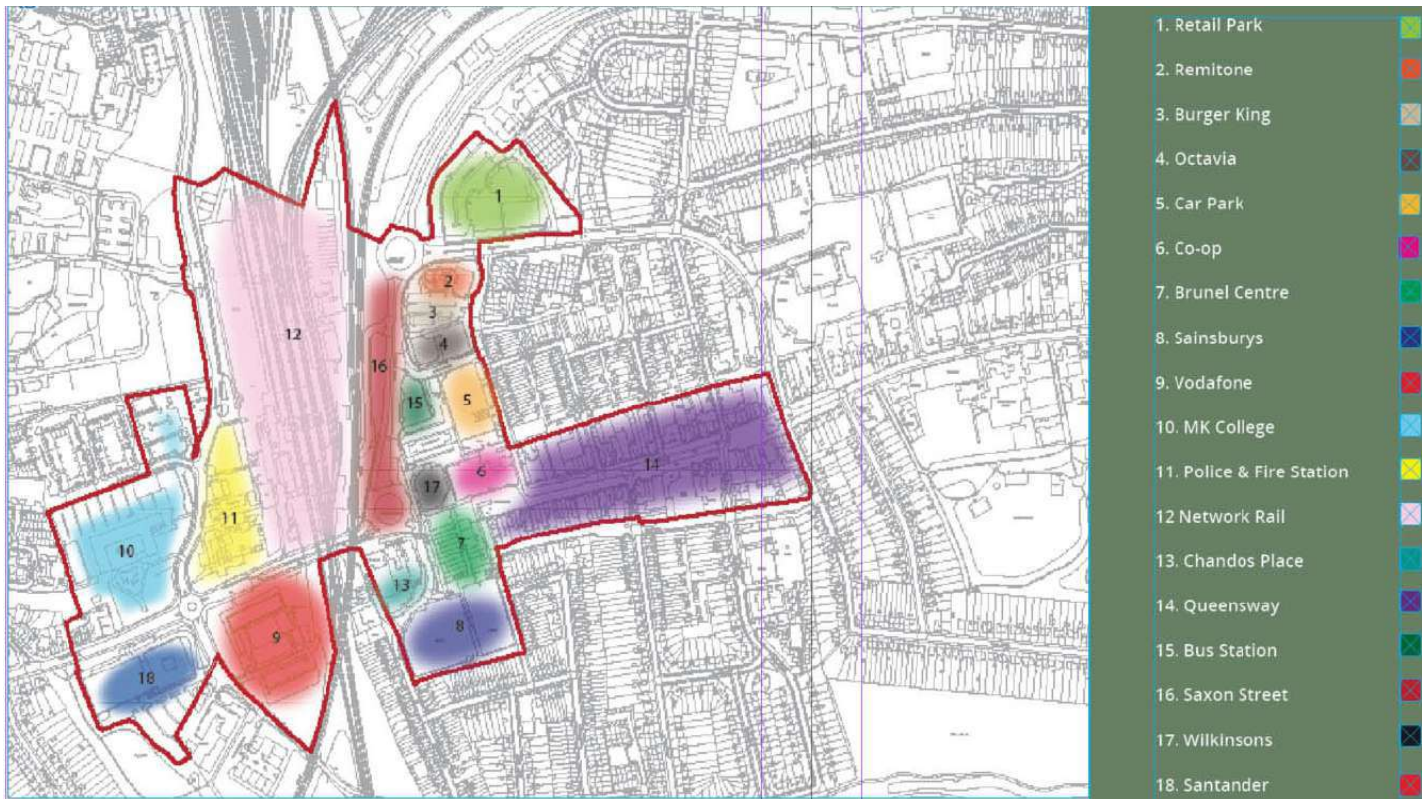 1. Retail Park
2. Remitone
3. Burger King
4. Octavia
5. Car Park
6. Co-op
7. Brunel Centre
8. Sainsburys
9. Vodafone
10. MK College
11. Police & Fire Station
12 Network Rail
13. Chandos Place
14. Queensway
15. Bus Station
16. Saxon Street
17. Wilkinsons
18. Santander
1
2
3
4
12
16
15
5
6
14
17
11
10
7
13
8
9
18